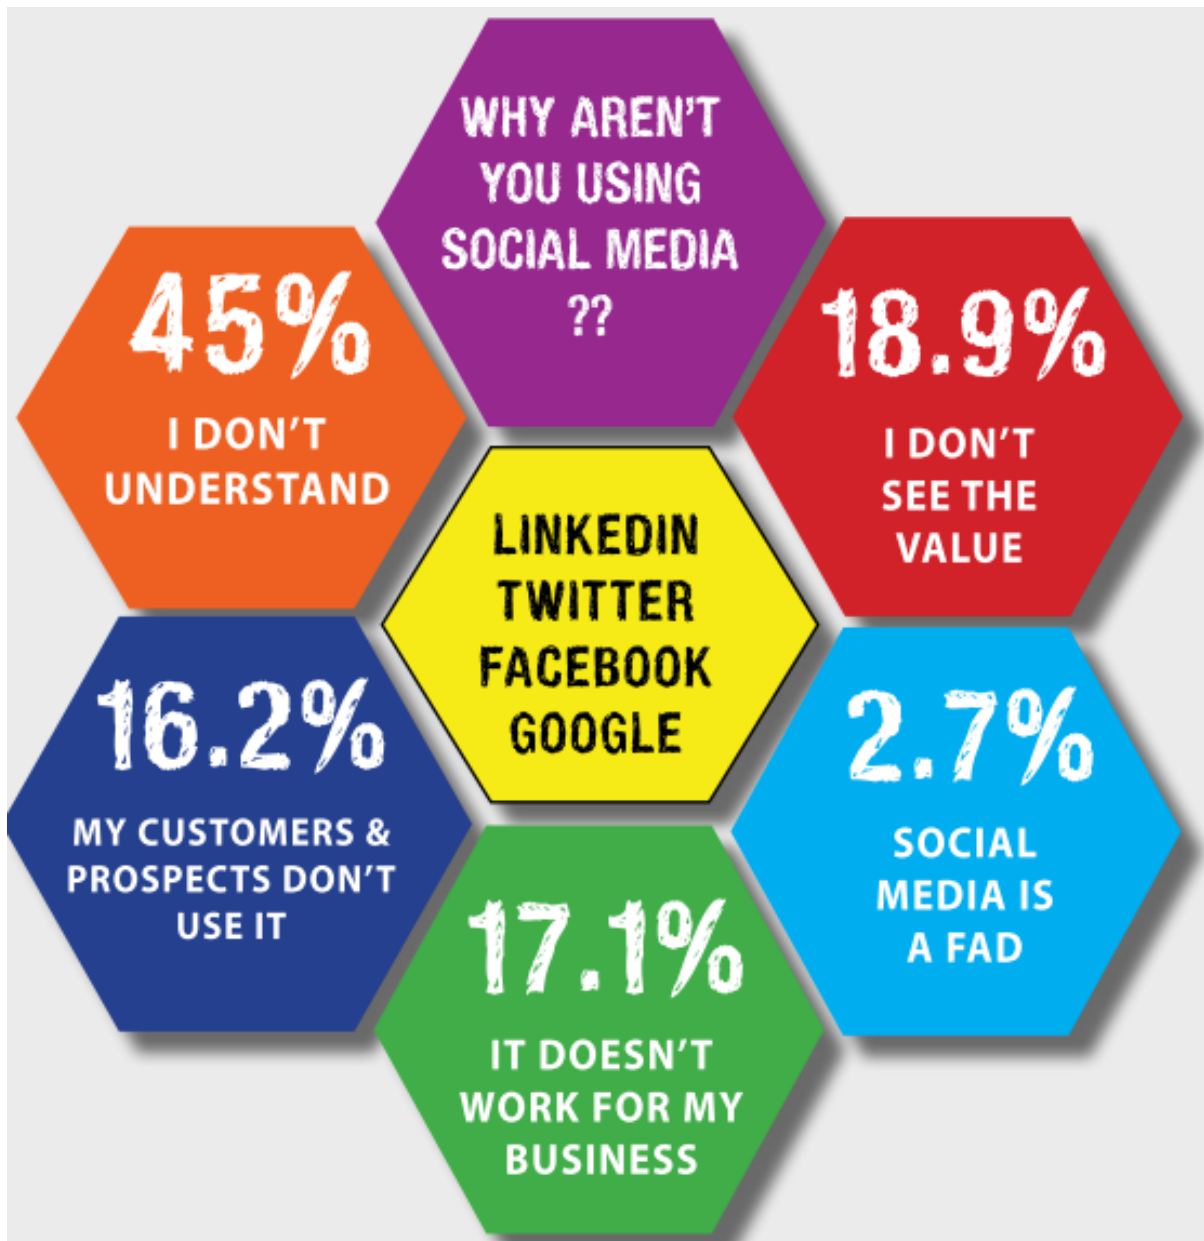 WHY AREN'T
YOU USING
SOCIAL MEDIA
??
45%
I DON'T
UNDERSTAND
18.9%
I DON'T
SEE THE
VALUE
LINKEDIN
TWITTER
FACEBOOK
GOOGLE
16.2%
MY CUSTOMERS &
PROSPECTS DON'T
USE IT
2.7%
SOCIAL
MEDIA IS
A FAD
17.1%
IT DOESN'T
WORK FOR MY
BUSINESS